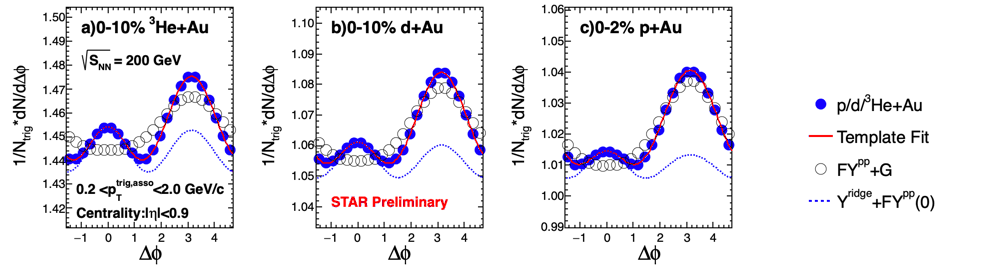 a)0-10% ³He+Au
√S_NN = 200 GeV
0.2 <p_T^trig,asso<2.0 GeV/c
Centrality:|η|<0.9
1/N_trig*dN/dΔϕ
1.50
1.49
1.48
1.47
1.46
1.45
1.44
1.43
1.42
−1 0 1 2 3 4
Δϕ
b)0-10% d+Au
STAR Preliminary
1/N_trig*dN/dΔϕ
1.10
1.09
1.08
1.07
1.06
1.05
1.04
−1 0 1 2 3 4
Δϕ
c)0-2% p+Au
1/N_trig*dN/dΔϕ
1.06
1.05
1.04
1.03
1.02
1.01
1.00
0.99
−1 0 1 2 3 4
Δϕ
p/d/³He+Au
Template Fit
FY^pp+G
Y^ridge+FY^pp(0)